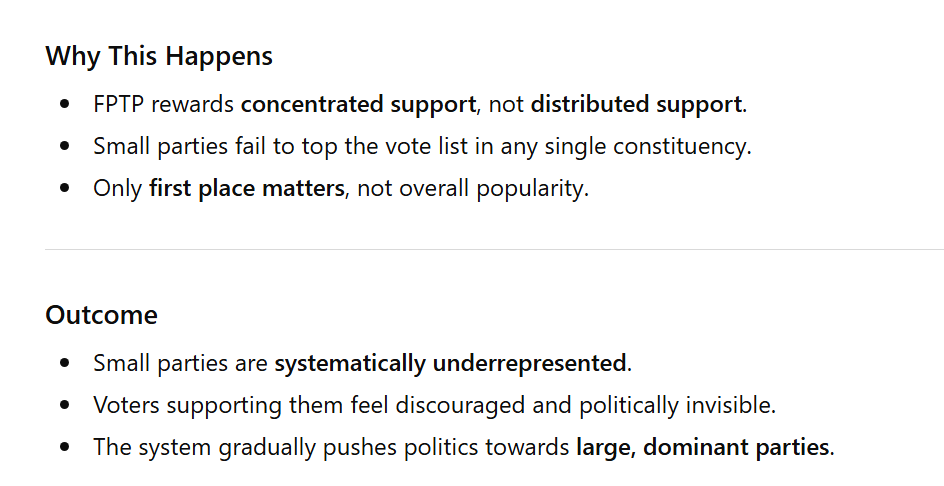 Why This Happens
• FPTP rewards concentrated support, not distributed support.
• Small parties fail to top the vote list in any single constituency.
• Only first place matters, not overall popularity.
Outcome
• Small parties are systematically underrepresented.
• Voters supporting them feel discouraged and politically invisible.
• The system gradually pushes politics towards large, dominant parties.